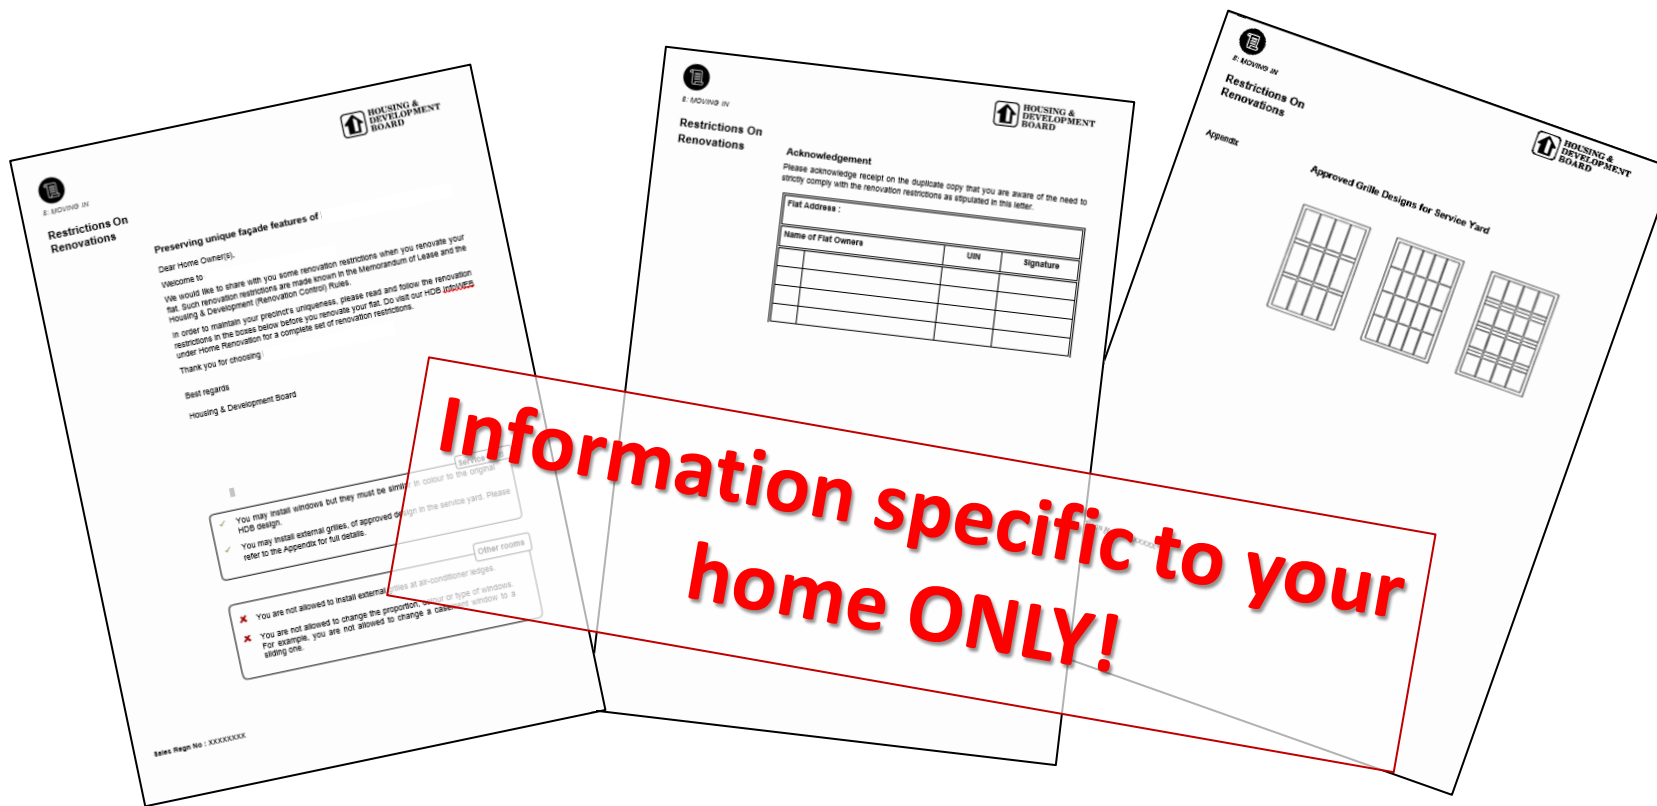 HOUSING &
DEVELOPMENT
BOARD
8: MOVING IN
Restrictions On
Renovations
Preserving unique façade features of
Dear Home Owner(s),
Welcome to
We would like to share with you some renovation restrictions when you renovate your
flat. Such renovation restrictions are made known in the Memorandum of Lease and the
Housing & Development (Renovation Control) Rules.
In order to maintain your precinct's uniqueness, please read and follow the renovation
restrictions in the boxes below before you renovate your flat. Do visit our HDB InfoWEB
under Home Renovation for a complete set of renovation restrictions.
Thank you for choosing
Best regards
Housing & Development Board
Service
You may install windows but they must be similar in colour to the original
HDB design.
You may install external grilles, of approved design in the service yard. Please
refer to the Appendix for full details.
Other rooms
You are not allowed to install external grilles at air-conditioner ledges.
You are not allowed to change the proportion, colour or type of windows.
For example, you are not allowed to change a casement window to a
sliding one.
Sales Regn No : XXXXXXXX
8: MOVING IN
Restrictions On
Renovations
HOUSING &
DEVELOPMENT
BOARD
Acknowledgement
Please acknowledge receipt on the duplicate copy that you are aware of the need to
strictly comply with the renovation restrictions as stipulated in this letter.
Flat Address :
Name of Flat Owners
UIN
Signature
8: MOVING IN
Restrictions On
Renovations
Appendix
HOUSING &
DEVELOPMENT
BOARD
Approved Grille Designs for Service Yard
Information specific to your
home ONLY!